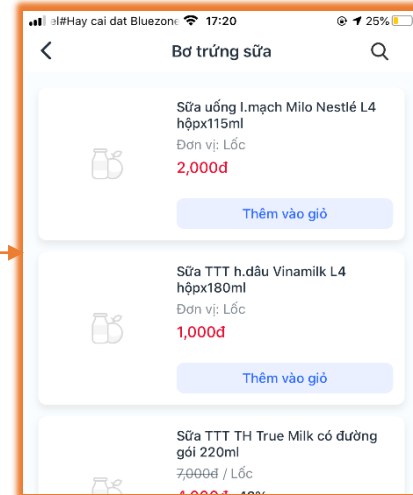 el#Hay cai dat Bluezone 17:20 25%
Bơ trứng sữa
Sữa uống l.mạch Milo Nestlé L4
hộpx115ml
Đơn vị: Lốc
2,000đ
Thêm vào giỏ
Sữa TTT h.dâu Vinamilk L4
hộpx180ml
Đơn vị: Lốc
1,000đ
Thêm vào giỏ
Sữa TTT TH True Milk có đường
gói 220ml
7,000đ / Lốc